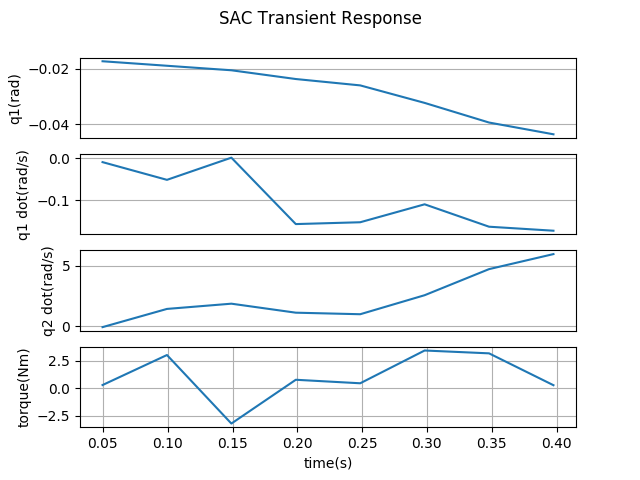 SAC Transient Response
q1(rad)
−0.02
−0.04
q1 dot(rad/s)
0.0
−0.1
q2 dot(rad/s)
5
0
torque(Nm)
2.5
0.0
−2.5
0.05 0.10 0.15 0.20 0.25 0.30 0.35 0.40
time(s)